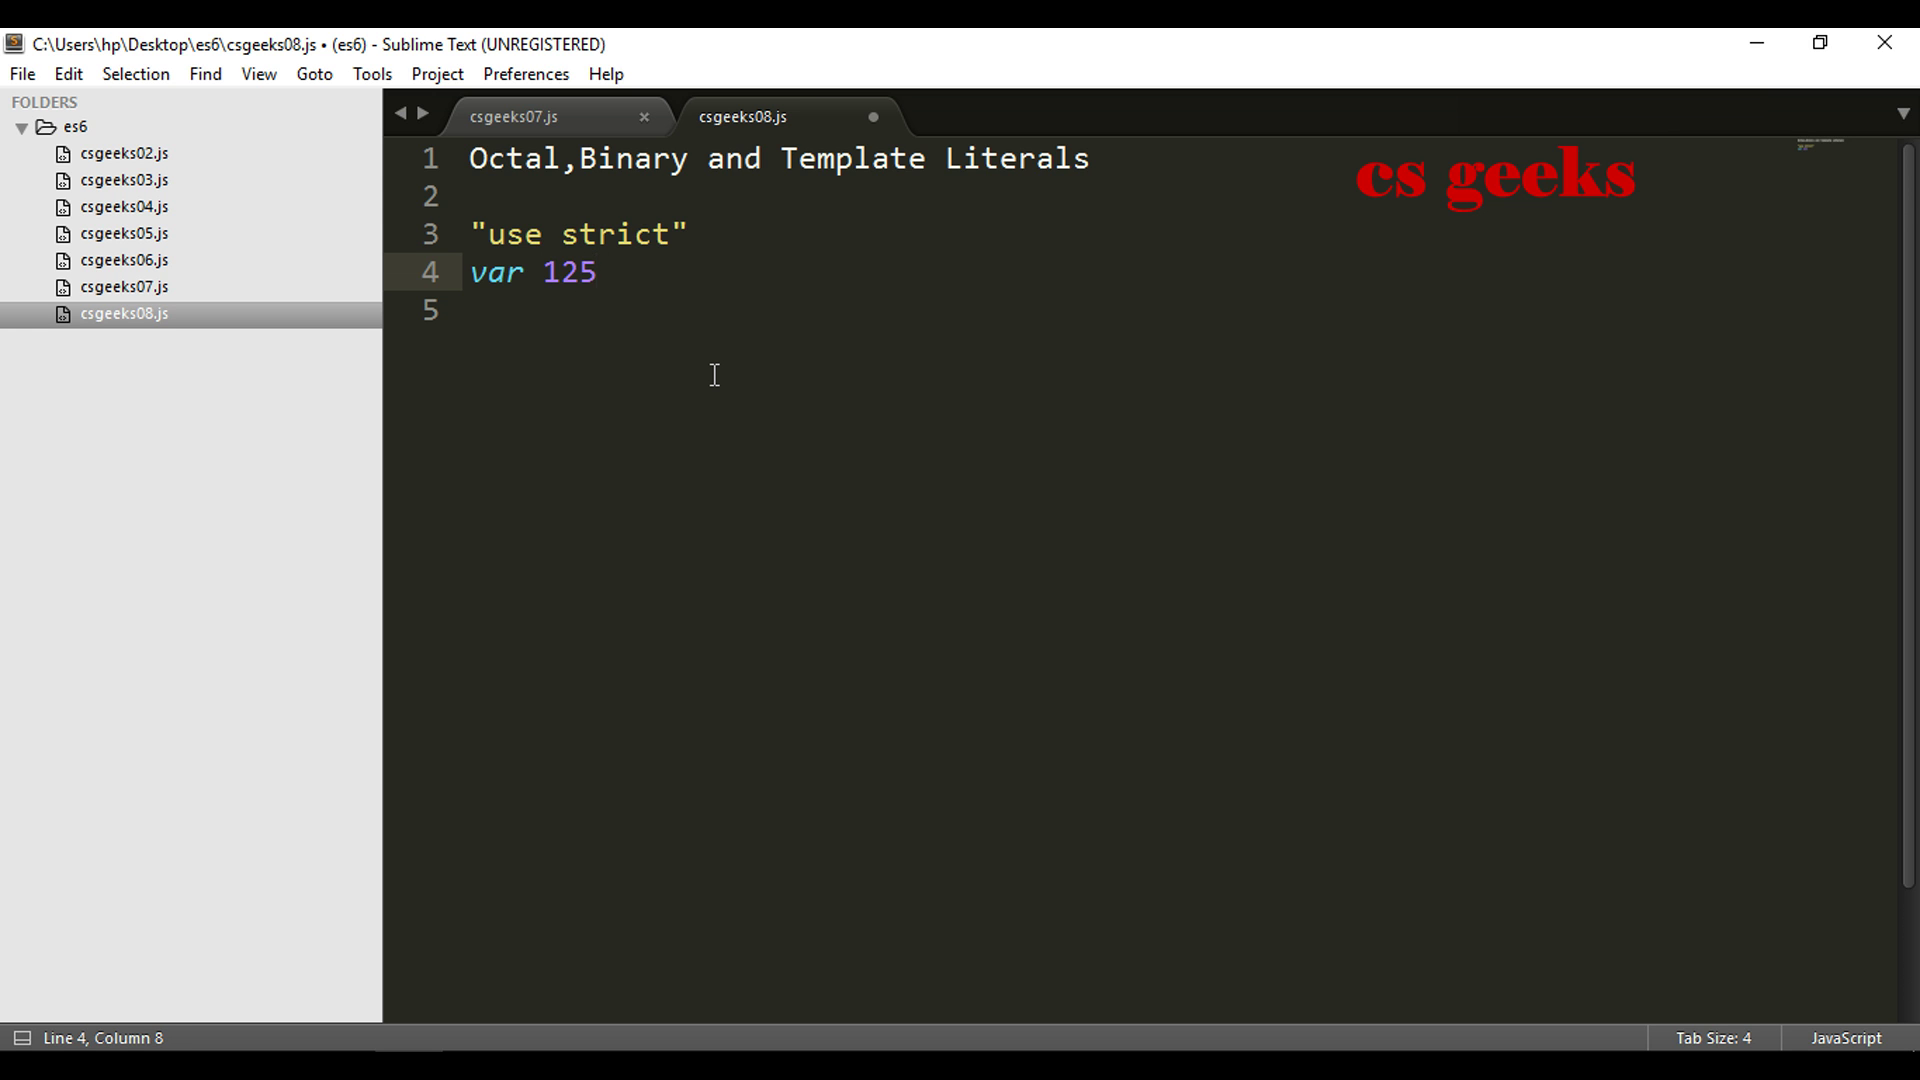 C:\Users\hp\Desktop\es6\csgeeks08.js • (es6) - Sublime Text (UNREGISTERED)
File Edit Selection Find View Goto Tools Project Preferences Help
FOLDERS
es6
csgeeks02.js
csgeeks03.js
csgeeks04.js
csgeeks05.js
csgeeks06.js
csgeeks07.js
csgeeks08.js
csgeeks07.js × csgeeks08.js
1 Octal,Binary and Template Literals
2
3 "use strict"
4 var 125
5
cs geeks
Line 4, Column 8 Tab Size: 4 JavaScript